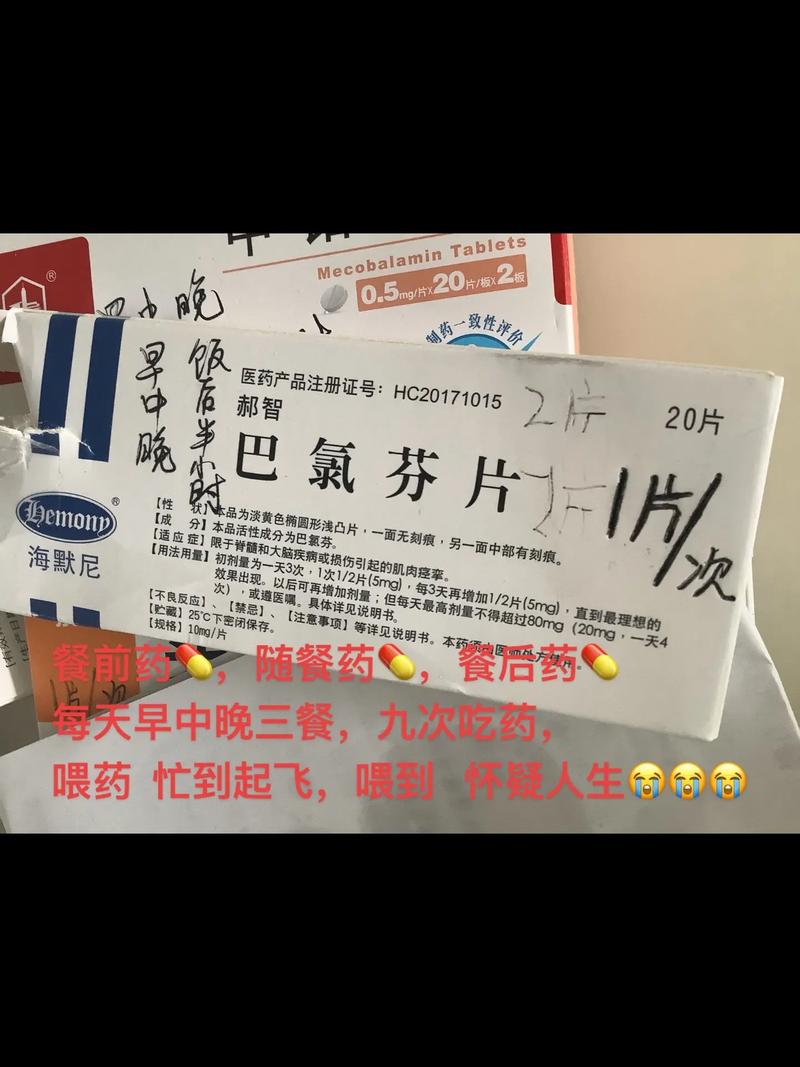 Mecobalamin Tablets
0.5mg/片×20片/板×2板
制药一致性评价
中 晚
早中晚
饭后半小时
医药产品注册证号：HC20171015
郝智
2片
20片
巴氯芬片
1片/次
Hemony
海默尼
【性 状】本品为淡黄色椭圆形浅凸片，一面无刻痕，另一面中部有刻痕。
【成 分】本品活性成分为巴氯芬。
【适应症】限于脊髓和大脑疾病或损伤引起的肌肉痉挛。
【用法用量】初剂量为一天3次，1次1/2片(5mg)，每3天再增加1/2片(5mg)，直到最理想的
效果出现。以后可再增加剂量；但每天最高剂量不得超过80mg（20mg，一天4
次），或遵医嘱。具体详见说明书。
【不良反应】、【禁忌】、【注意事项】等详见说明书。本药须由医师处方使用。
【贮藏】25℃下密闭保存。
【规格】10mg/片
1片/次
餐前药💊，随餐药💊，餐后药💊
每天早中晚三餐，九次吃药，
喂药 忙到起飞，喂到 怀疑人生😭😭😭